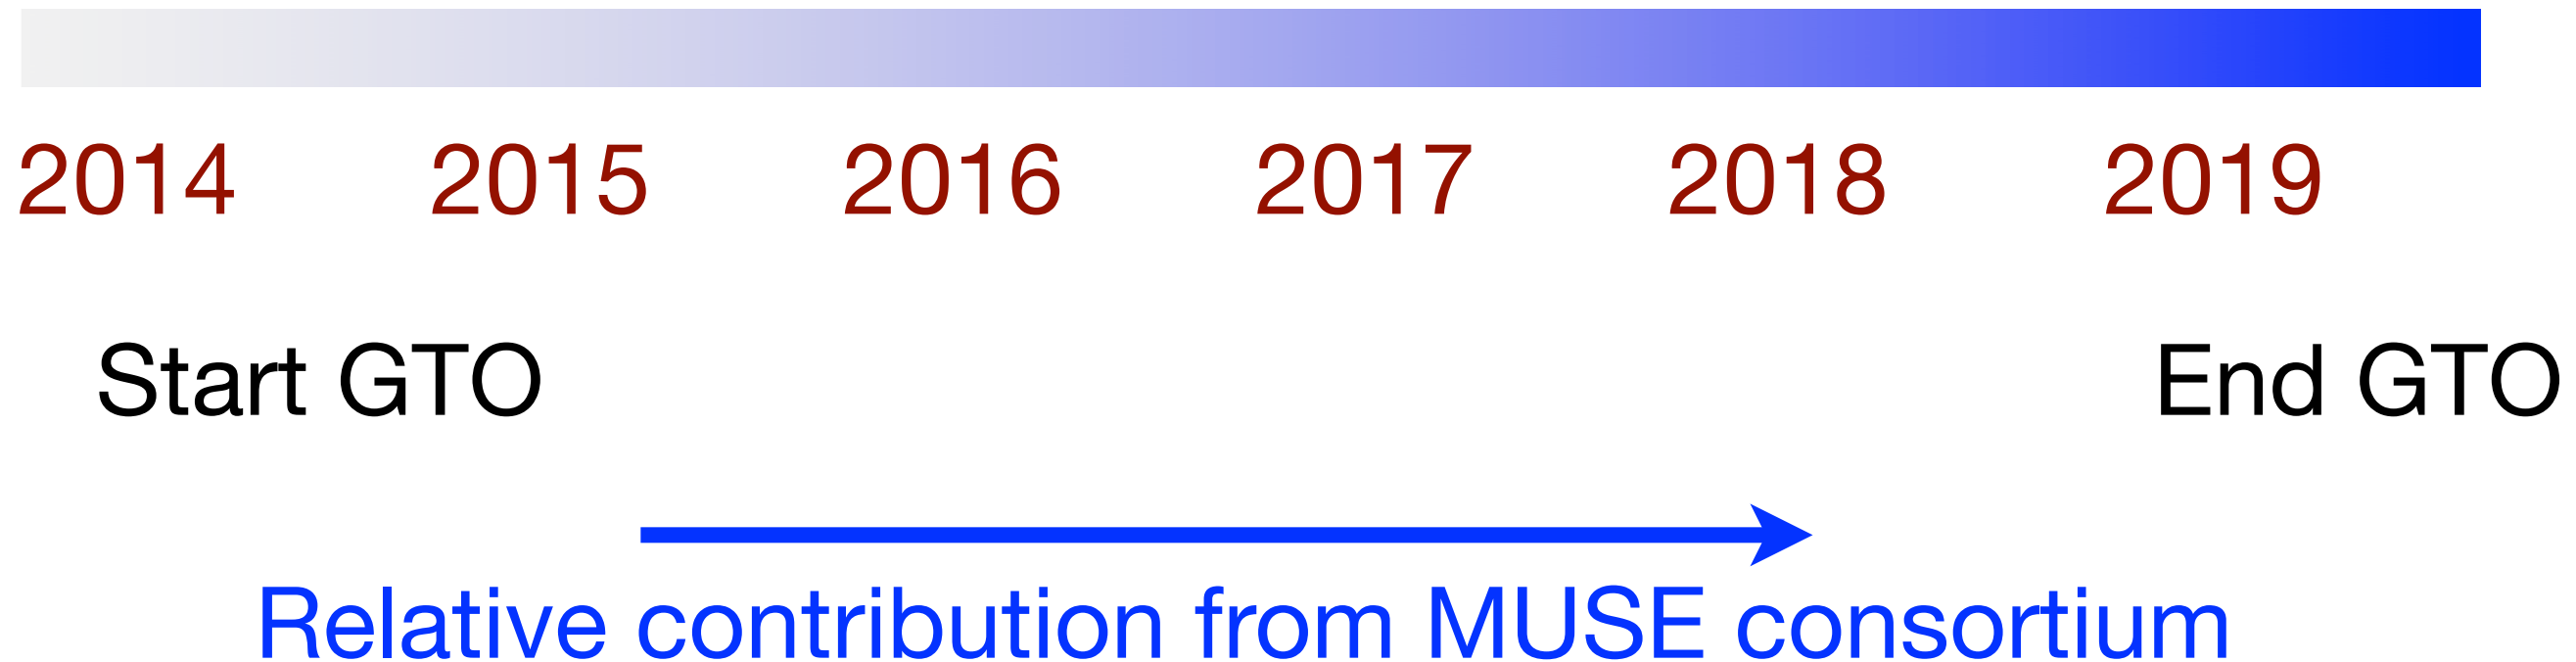 2014 2015 2016 2017 2018 2019
Start GTO End GTO
Relative contribution from MUSE consortium